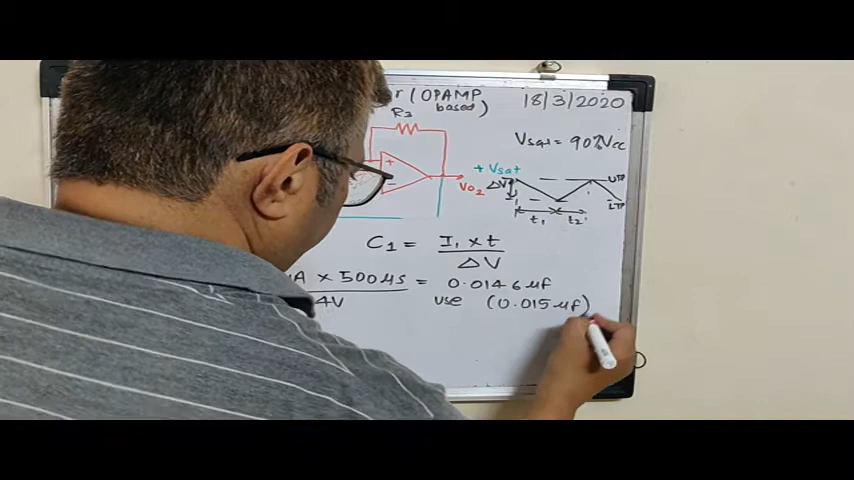 r (OPAMP based)
18/3/2020
R3
Vsat = 90% Vcc
+
-
+ Vsat
Vo2
ΔV
UTP
LTP
t1 t2
C1 = I1 × t / ΔV
A × 500 μs / 4V = 0.0146 μf
use (0.015 μf)